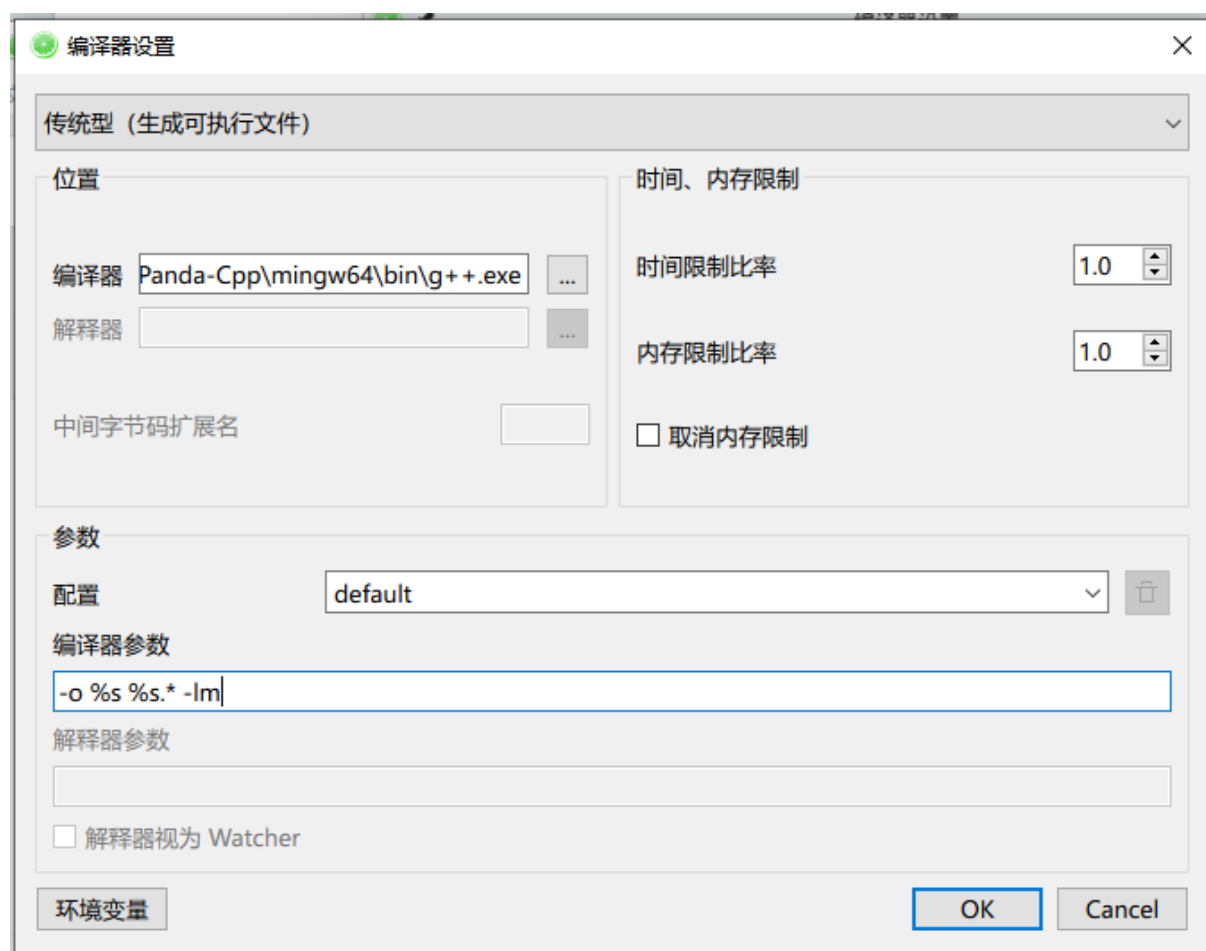 编译器设置
传统型（生成可执行文件）
位置
编译器 Panda-Cpp\mingw64\bin\g++.exe ...
解释器 ...
中间字节码扩展名
时间、内存限制
时间限制比率 1.0
内存限制比率 1.0
取消内存限制
参数
配置 default
编译器参数
-o %s %s.* -lm
解释器参数
解释器视为 Watcher
环境变量 OK Cancel